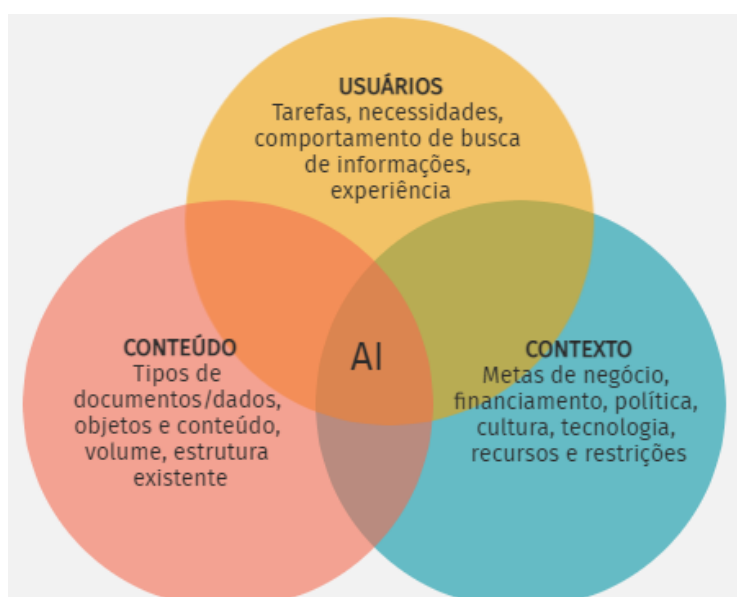 USUÁRIOS
Tarefas, necessidades,
comportamento de busca
de informações,
experiência
CONTEÚDO
Tipos de
documentos/dados,
objetos e conteúdo,
volume, estrutura
existente
AI
CONTEXTO
Metas de negócio,
financiamento, política,
cultura, tecnologia,
recursos e restrições